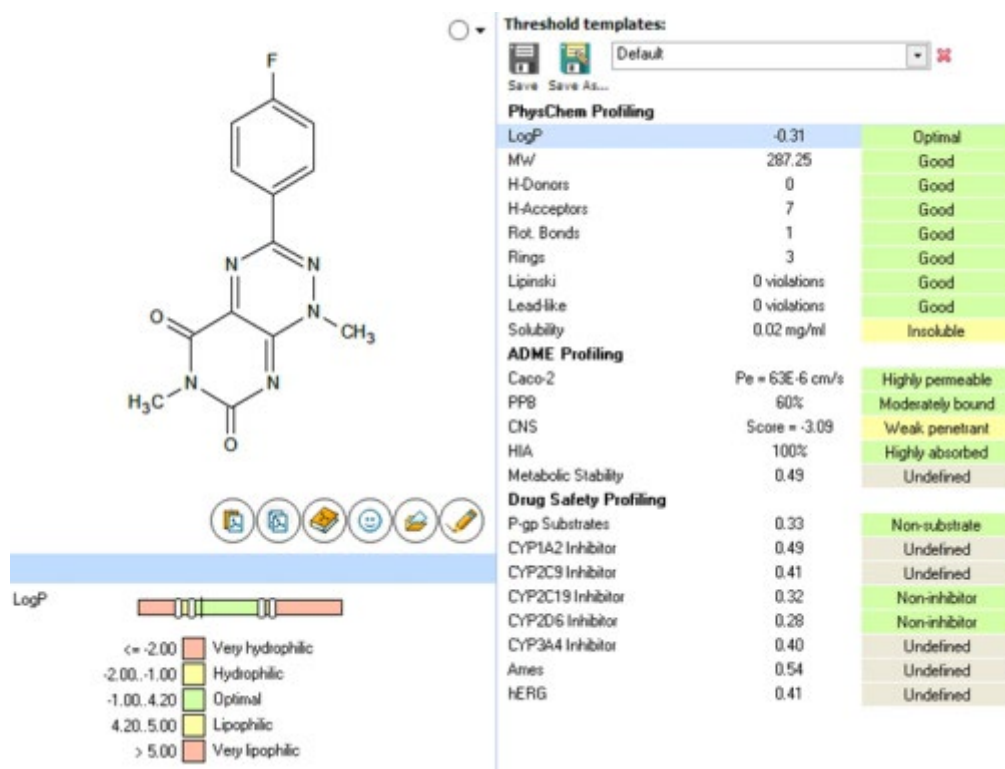 F
N
N
N
CH3
O
N
N
H3C
O
LogP
<= -2.00 Very hydrophilic
-2.00..-1.00 Hydrophilic
-1.00..4.20 Optimal
4.20..5.00 Lipophilic
> 5.00 Very lipophilic
Threshold templates:
Default
Save Save As...
PhysChem Profiling
LogP -0.31 Optimal
MW 287.25 Good
H-Donors 0 Good
H-Acceptors 7 Good
Rot. Bonds 1 Good
Rings 3 Good
Lipinski 0 violations Good
Lead-like 0 violations Good
Solubility 0.02 mg/ml Insoluble
ADME Profiling
Caco-2 Pe = 63E-6 cm/s Highly permeable
PPB 60% Moderately bound
CNS Score = -3.09 Weak penetrant
HIA 100% Highly absorbed
Metabolic Stability 0.49 Undefined
Drug Safety Profiling
P-gp Substrates 0.33 Non-substrate
CYP1A2 Inhibitor 0.49 Undefined
CYP2C9 Inhibitor 0.41 Undefined
CYP2C19 Inhibitor 0.32 Non-inhibitor
CYP2D6 Inhibitor 0.28 Non-inhibitor
CYP3A4 Inhibitor 0.40 Undefined
Ames 0.54 Undefined
hERG 0.41 Undefined